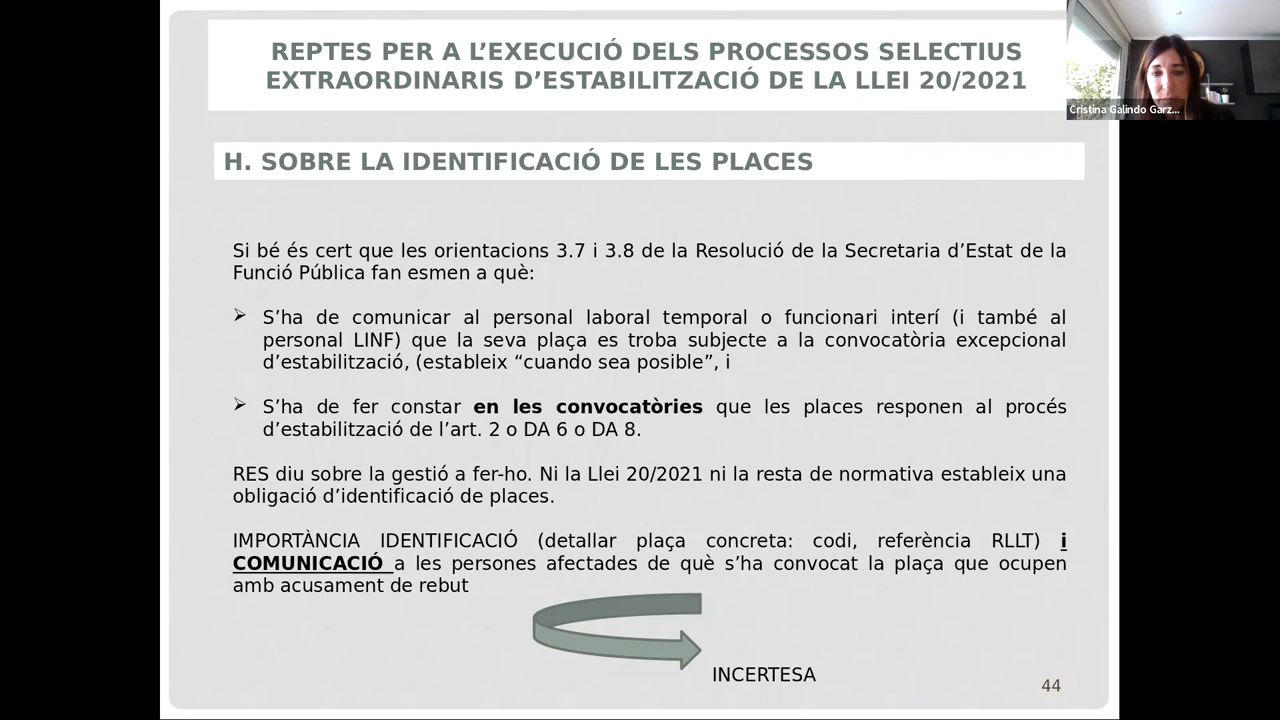 REPTES PER A L’EXECUCIÓ DELS PROCESSOS SELECTIUS
EXTRAORDINARIS D’ESTABILITZACIÓ DE LA LLEI 20/2021
Cristina Galindo Garz...
H. SOBRE LA IDENTIFICACIÓ DE LES PLACES
Si bé és cert que les orientacions 3.7 i 3.8 de la Resolució de la Secretaria d’Estat de la
Funció Pública fan esmen a què:
S’ha de comunicar al personal laboral temporal o funcionari interí (i també al
personal LINF) que la seva plaça es troba subjecte a la convocatòria excepcional
d’estabilització, (estableix “cuando sea posible”, i
S’ha de fer constar en les convocatòries que les places responen al procés
d’estabilització de l’art. 2 o DA 6 o DA 8.
RES diu sobre la gestió a fer-ho. Ni la Llei 20/2021 ni la resta de normativa estableix una
obligació d’identificació de places.
IMPORTÀNCIA IDENTIFICACIÓ (detallar plaça concreta: codi, referència RLLT) i
COMUNICACIÓ a les persones afectades de què s’ha convocat la plaça que ocupen
amb acusament de rebut
INCERTESA
44